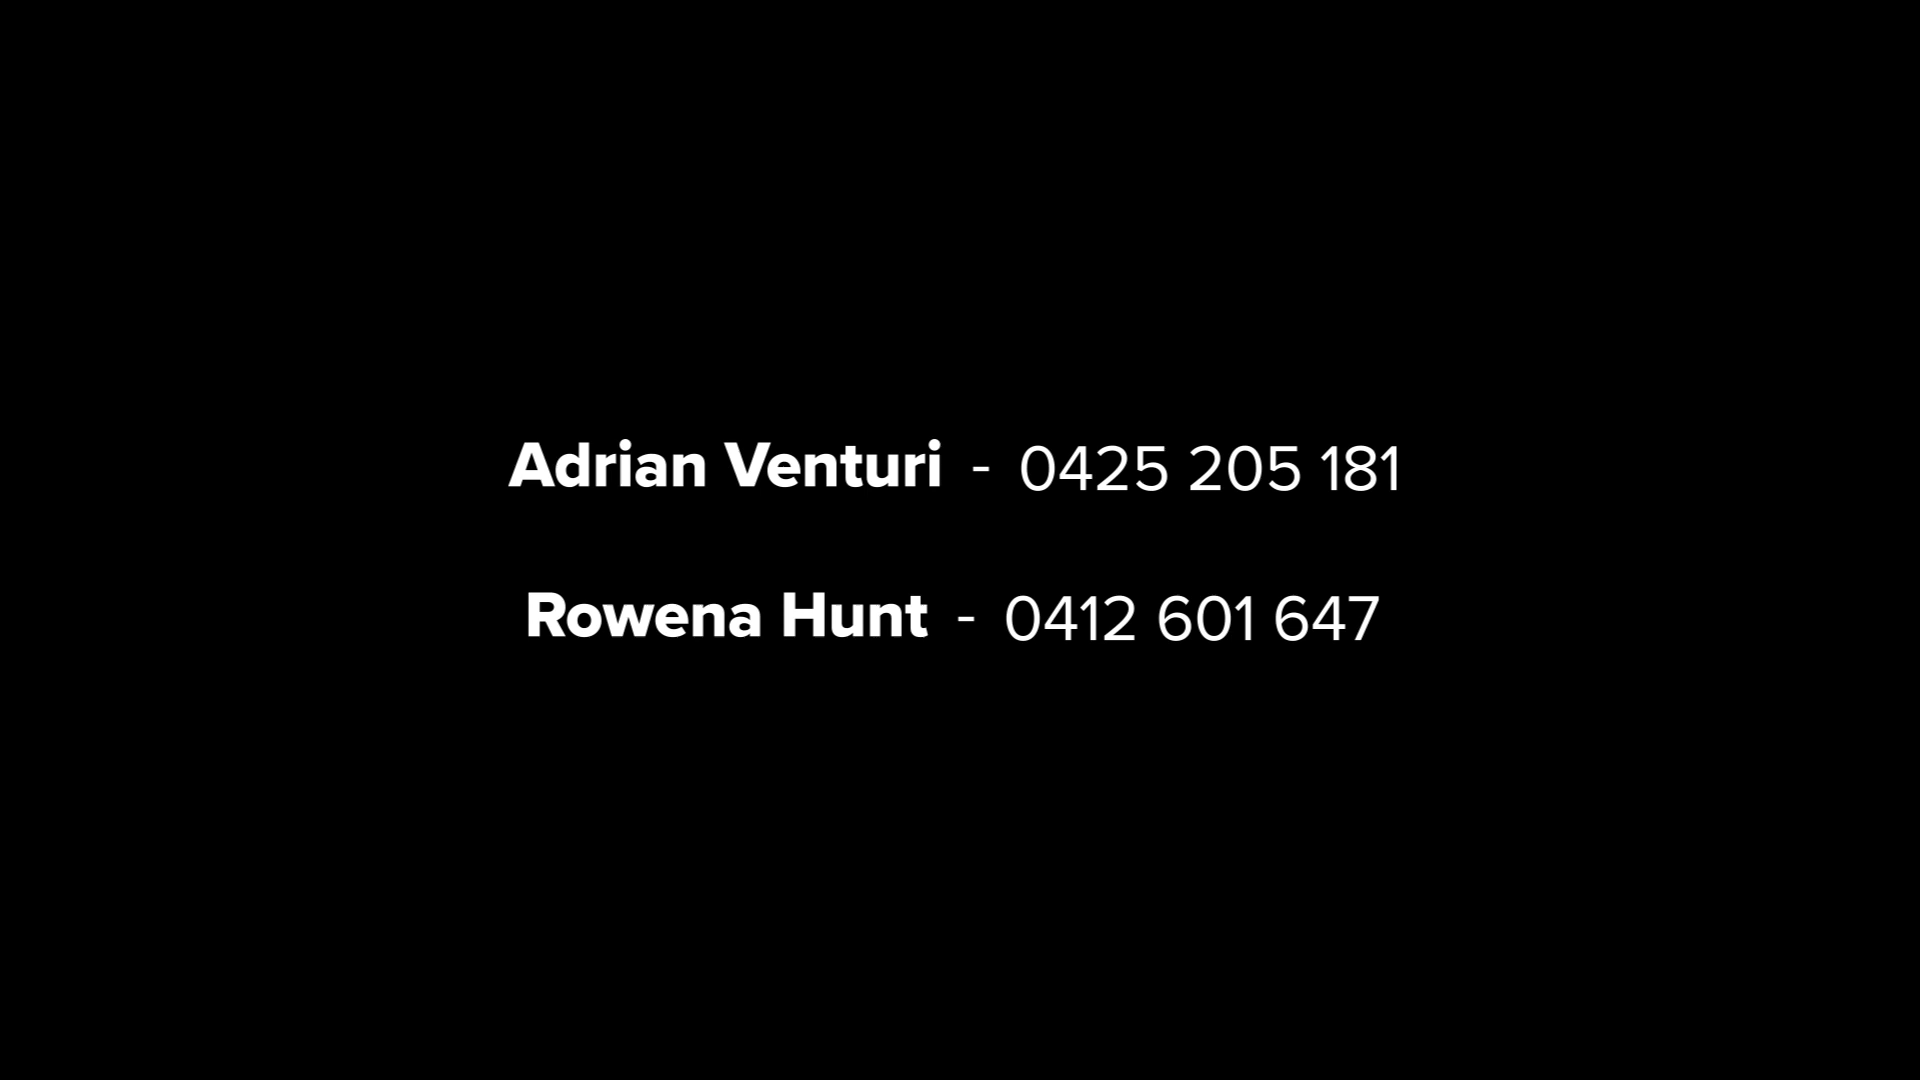 Adrian Venturi - 0425 205 181
Rowena Hunt - 0412 601 647